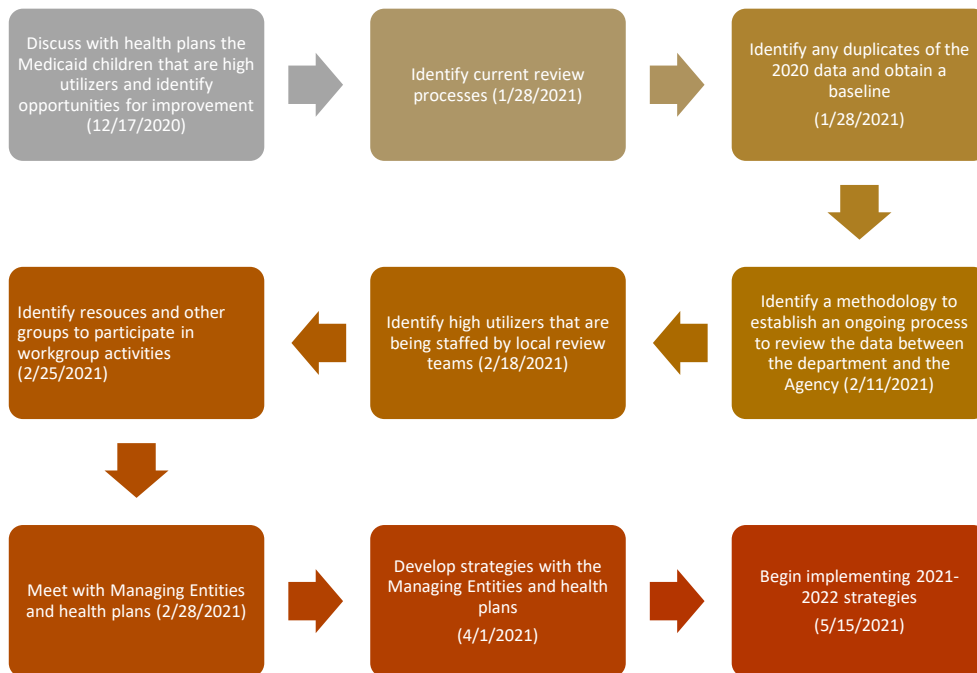 Discuss with health plans the
Medicaid children that are high
utilizers and identify
opportunities for improvement
(12/17/2020)
Identify current review
processes (1/28/2021)
Identify any duplicates of the
2020 data and obtain a
baseline
(1/28/2021)
Identify a methodology to
establish an ongoing process
to review the data between
the department and the
Agency (2/11/2021)
Identify high utilizers that are
being staffed by local review
teams (2/18/2021)
Identify resouces and other
groups to participate in
workgroup activities
(2/25/2021)
Meet with Managing Entities
and health plans (2/28/2021)
Develop strategies with the
Managing Entities and health
plans
(4/1/2021)
Begin implementing 2021-
2022 strategies
(5/15/2021)